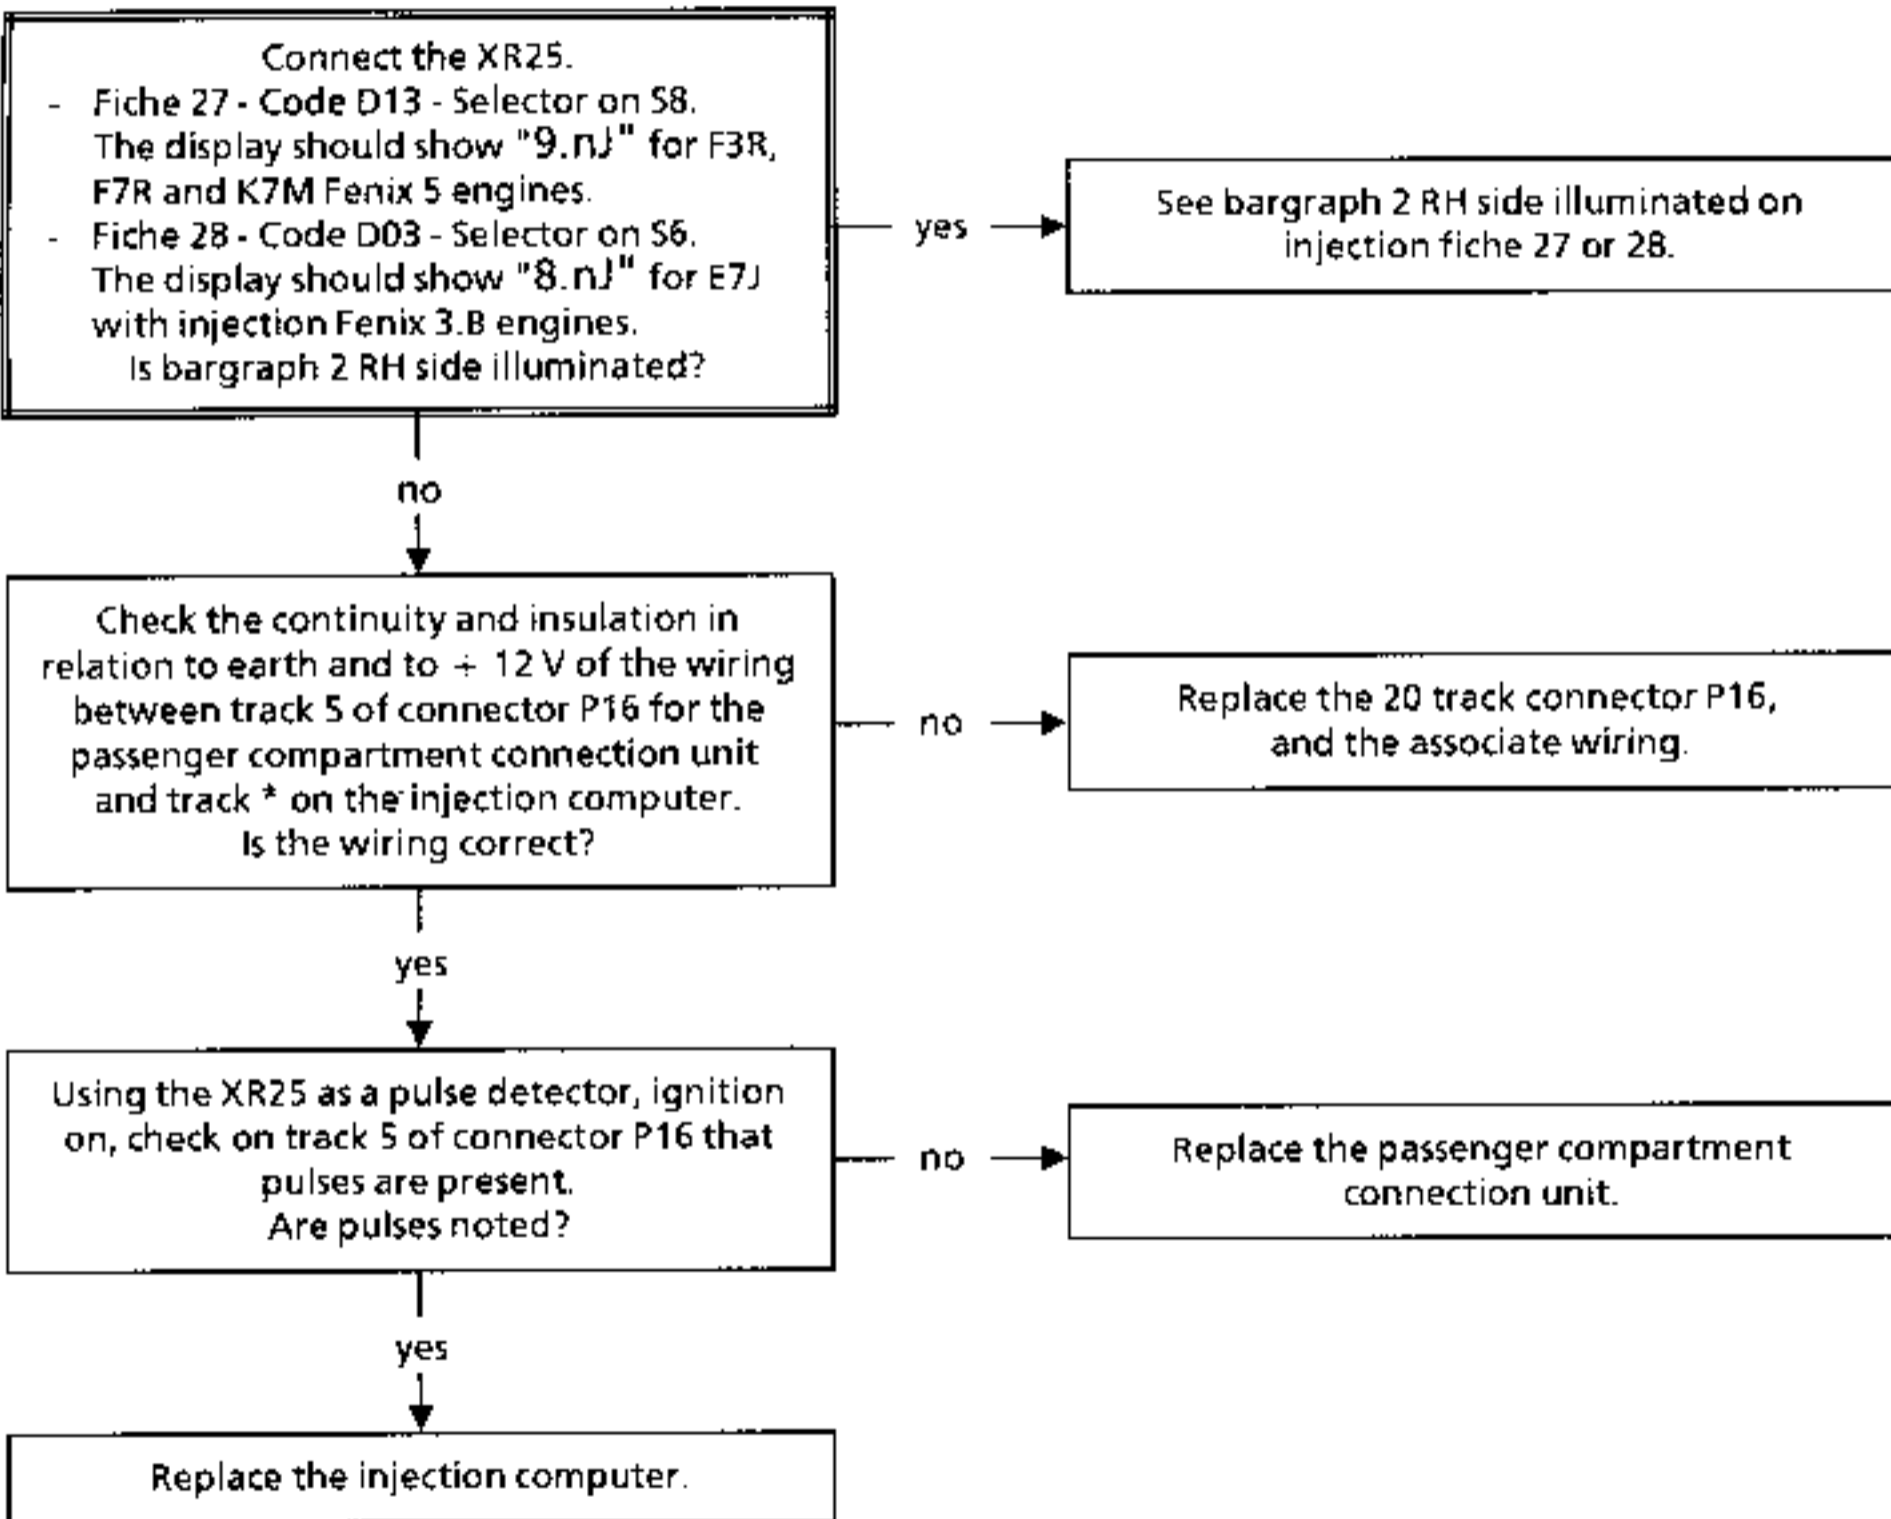 Connect the XR25.
- Fiche 27 - Code D13 - Selector on S8.
The display should show "9.nJ" for F3R,
F7R and K7M Fenix 5 engines.
- Fiche 28 - Code D03 - Selector on S6.
The display should show "8.nJ" for E7J
with injection Fenix 3.B engines.
Is bargraph 2 RH side illuminated?
yes
See bargraph 2 RH side illuminated on
injection fiche 27 or 28.
no
Check the continuity and insulation in
relation to earth and to + 12 V of the wiring
between track 5 of connector P16 for the
passenger compartment connection unit
and track * on the injection computer.
Is the wiring correct?
no
Replace the 20 track connector P16,
and the associate wiring.
yes
Using the XR25 as a pulse detector, ignition
on, check on track 5 of connector P16 that
pulses are present.
Are pulses noted?
no
Replace the passenger compartment
connection unit.
yes
Replace the injection computer.